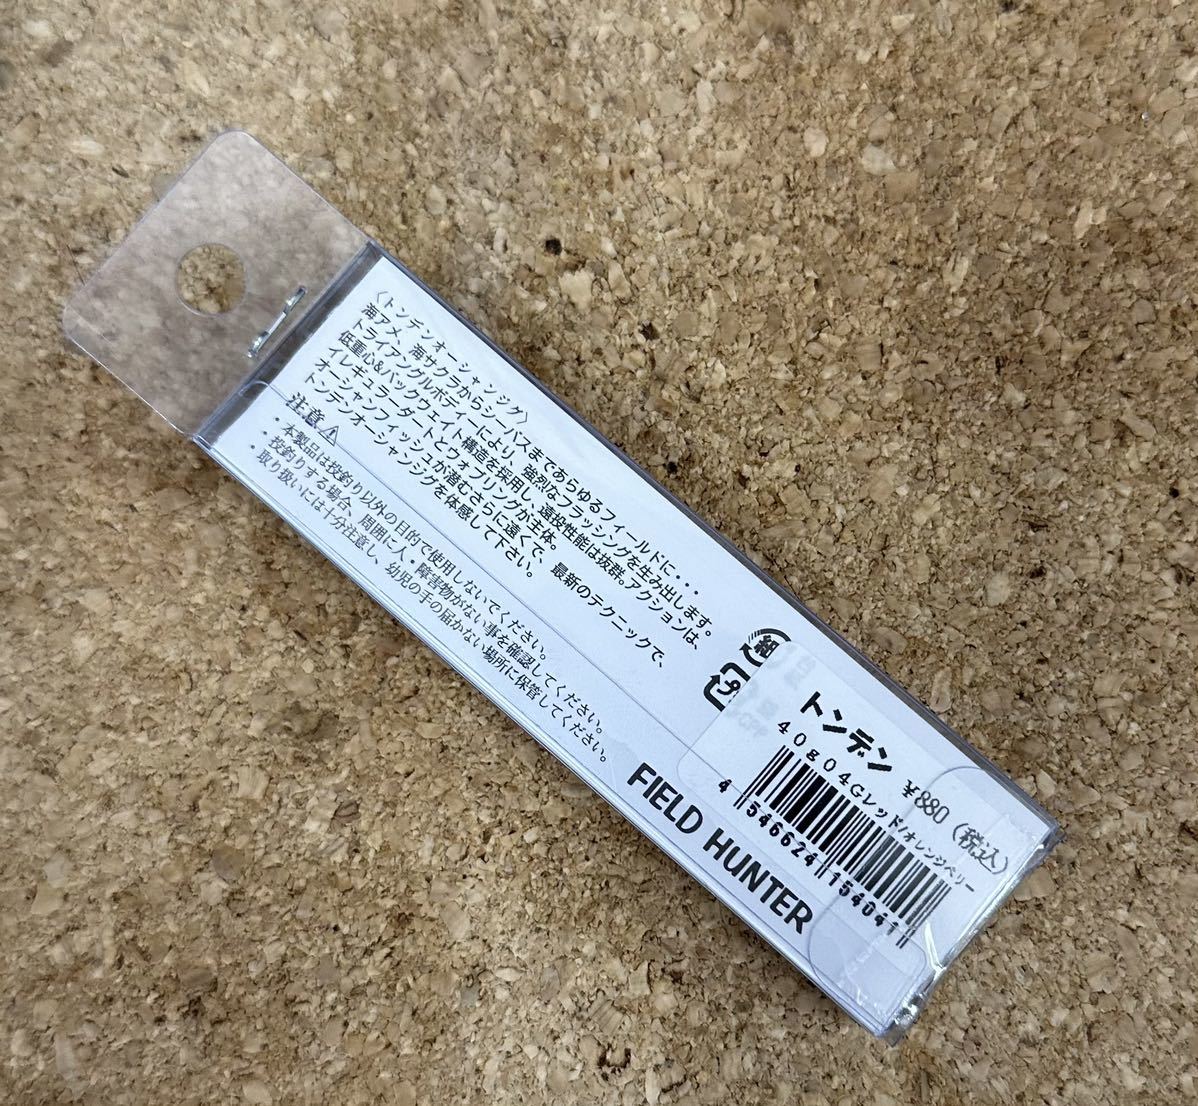 〈トンデンオーシャンジグ〉
海アメ、海サクラからシーバスまであらゆるフィールドに・・・
トライアングルボディーにより、強烈なフラッシングを生み出します。
低重心&バックウェイト構造を採用し、遠投性能は抜群。アクションは、
イレギュラーダートとウォブリングが主体。
オーシャンフィッシュが潜むさらに遠くで、最新のテクニックで、
トンデンオーシャンジグを体感して下さい。
注意⚠
・本製品は投釣り以外の目的で使用しないでください。
・投釣りする場合、周囲に人・障害物がない事を確認してください。
・取り扱いには十分注意し、幼児の手の届かない場所に保管してください。
FIELD HUNTER
トンデン
¥880(税込)
40g04Gレッド/オレンジベリー
4 546624 154041